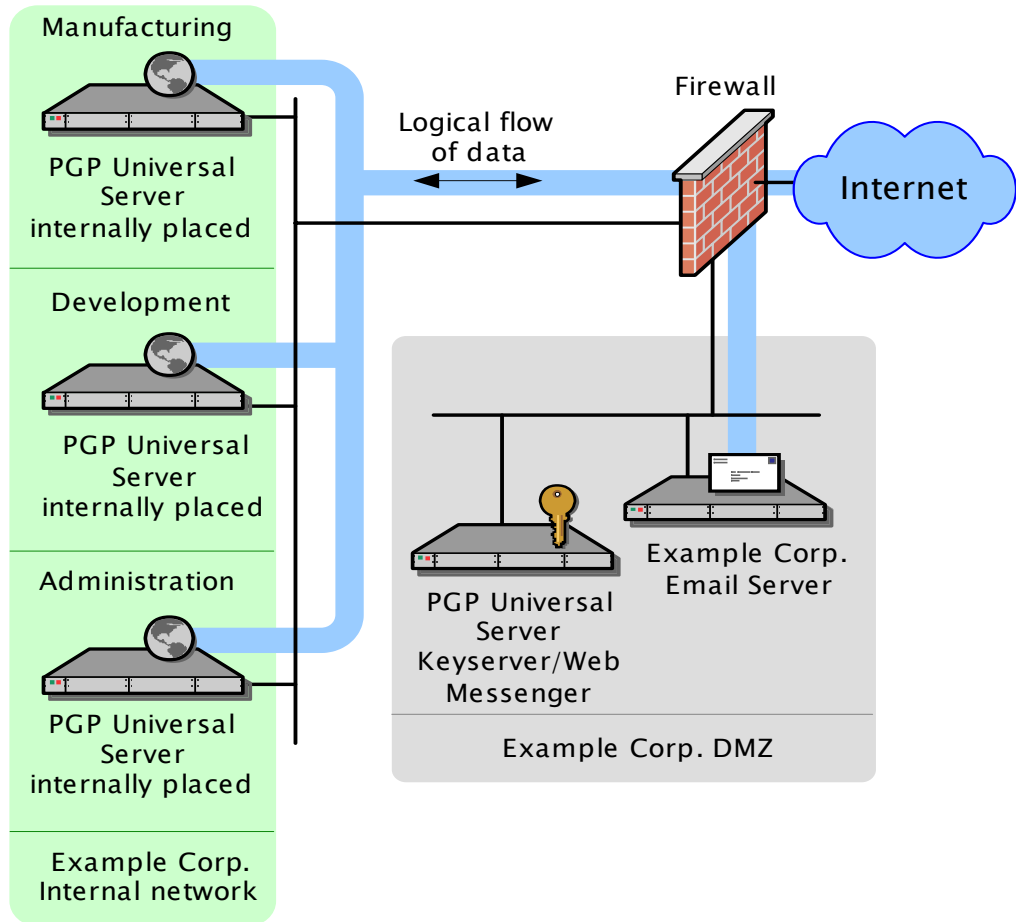 Manufacturing
PGP Universal
Server
internally placed
Development
PGP Universal
Server
internally placed
Administration
PGP Universal
Server
internally placed
Example Corp.
Internal network
Logical flow
of data
Firewall
Internet
PGP Universal
Server
Keyserver/Web
Messenger
Example Corp.
Email Server
Example Corp. DMZ